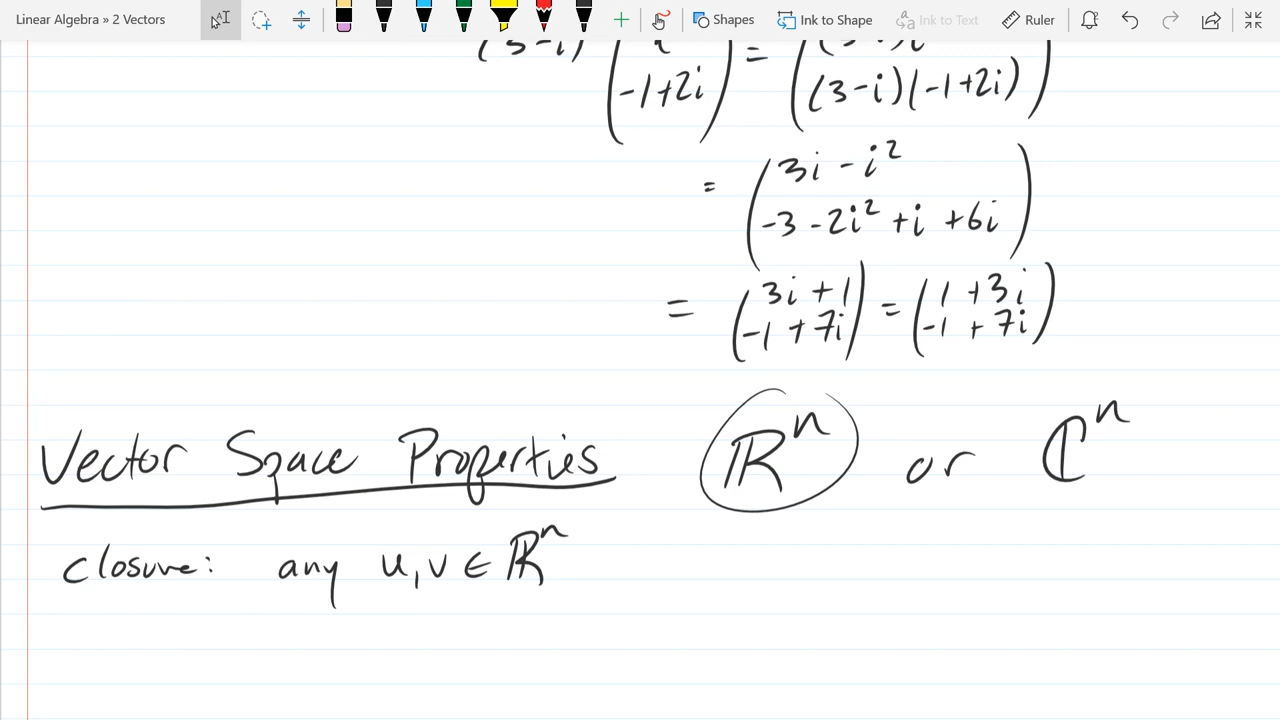 Linear Algebra » 2 Vectors
Shapes Ink to Shape Ink to Text Ruler
(3-i) ( i
-1+2i ) = ( (3-i)i
(3-i)(-1+2i) )
= ( 3i - i²
-3 -2i² +i +6i )
= ( 3i + 1
-1 + 7i ) = ( 1 + 3i
-1 + 7i )
Vector Space Properties ℝⁿ or ℂⁿ
closure: any u, v ∈ ℝⁿ